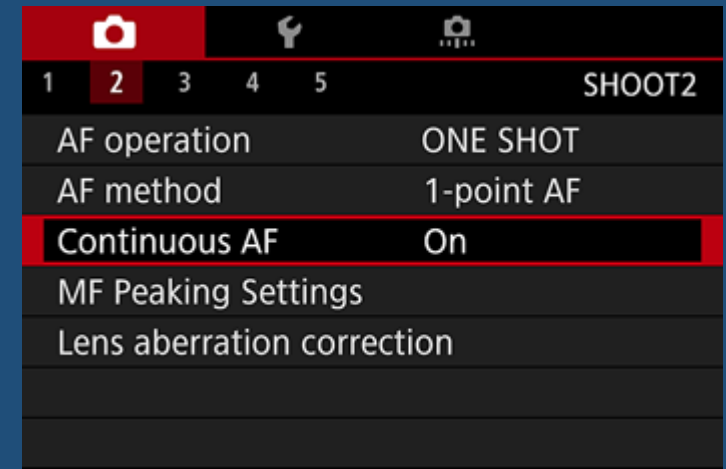 1 2 3 4 5 SHOOT2
AF operation ONE SHOT
AF method 1-point AF
Continuous AF On
MF Peaking Settings
Lens aberration correction